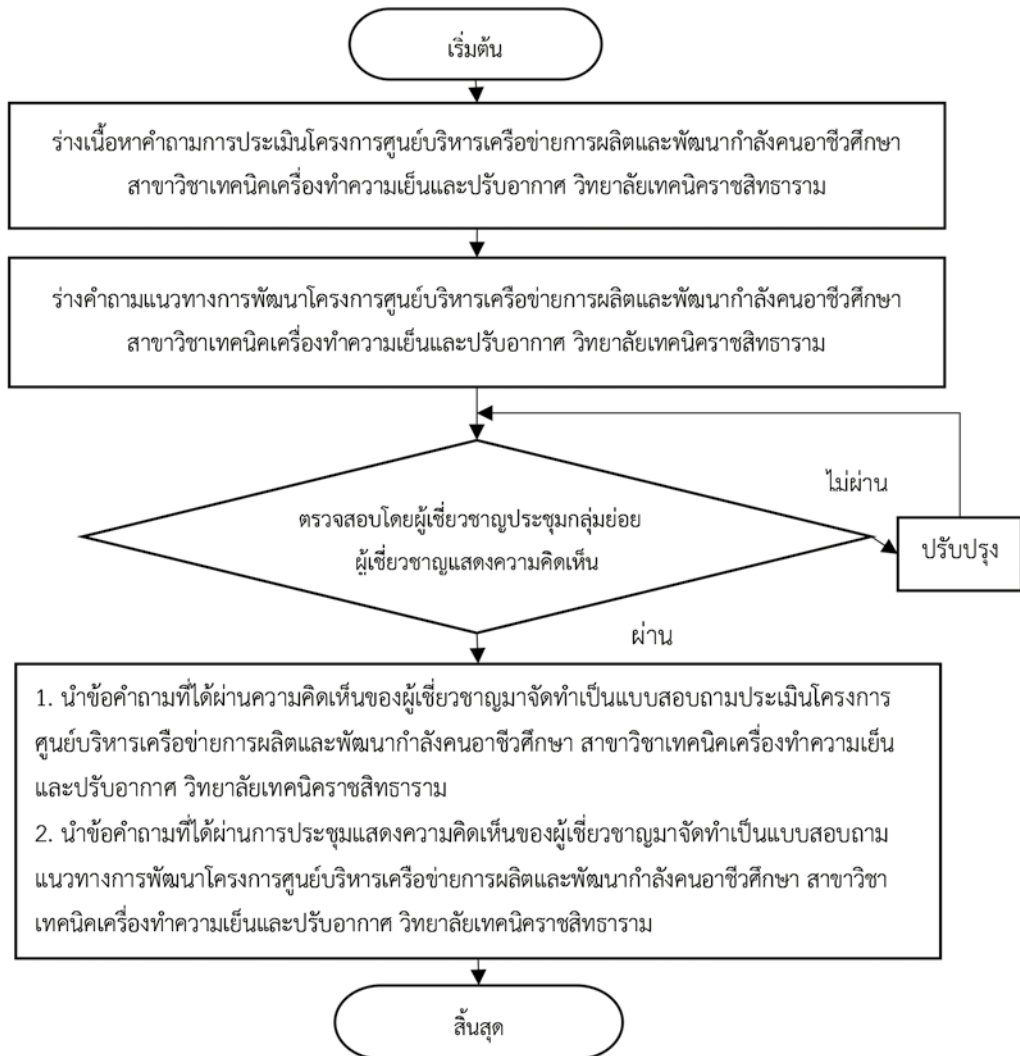 เริ่มต้น
ร่างเนื้อหาคำถามการประเมินโครงการศูนย์บริหารเครือข่ายการผลิตและพัฒนากำลังคนอาชีวศึกษา
สาขาวิชาเทคนิคเครื่องทำความเย็นและปรับอากาศ วิทยาลัยเทคนิคราชสิทธาราม
ร่างคำถามแนวทางการพัฒนาโครงการศูนย์บริหารเครือข่ายการผลิตและพัฒนากำลังคนอาชีวศึกษา
สาขาวิชาเทคนิคเครื่องทำความเย็นและปรับอากาศ วิทยาลัยเทคนิคราชสิทธาราม
ไม่ผ่าน
ตรวจสอบโดยผู้เชี่ยวชาญประชุมกลุ่มย่อย
ผู้เชี่ยวชาญแสดงความคิดเห็น
ปรับปรุง
ผ่าน
1. นำข้อคำถามที่ได้ผ่านความคิดเห็นของผู้เชี่ยวชาญมาจัดทำเป็นแบบสอบถามประเมินโครงการ
ศูนย์บริหารเครือข่ายการผลิตและพัฒนากำลังคนอาชีวศึกษา สาขาวิชาเทคนิคเครื่องทำความเย็น
และปรับอากาศ วิทยาลัยเทคนิคราชสิทธาราม
2. นำข้อคำถามที่ได้ผ่านการประชุมแสดงความคิดเห็นของผู้เชี่ยวชาญมาจัดทำเป็นแบบสอบถาม
แนวทางการพัฒนาโครงการศูนย์บริหารเครือข่ายการผลิตและพัฒนากำลังคนอาชีวศึกษา สาขาวิชา
เทคนิคเครื่องทำความเย็นและปรับอากาศ วิทยาลัยเทคนิคราชสิทธาราม
สิ้นสุด